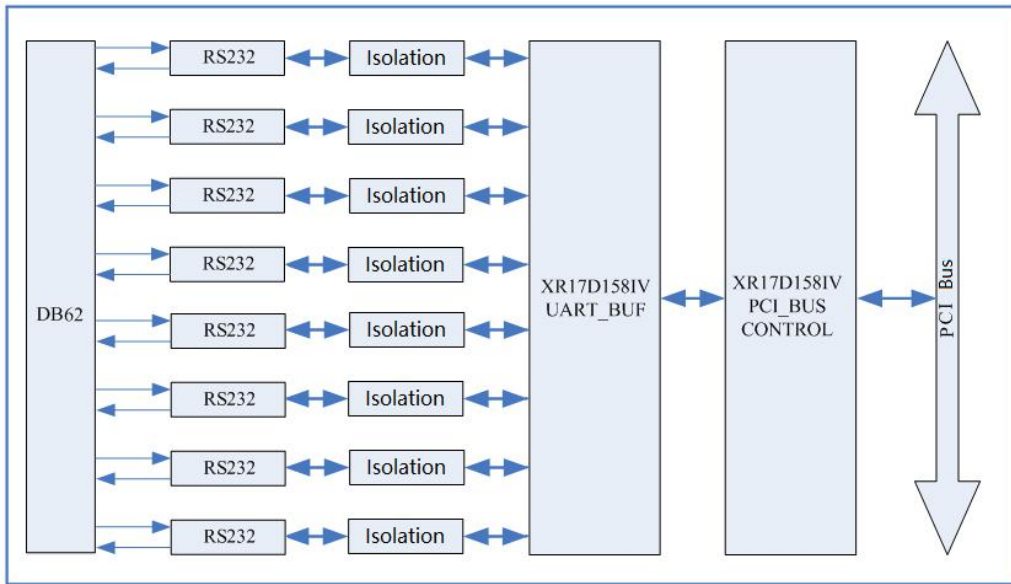 DB62
RS232
Isolation
RS232
Isolation
RS232
Isolation
RS232
Isolation
RS232
Isolation
RS232
Isolation
RS232
Isolation
RS232
Isolation
XR17D158IV
UART_BUF
XR17D158IV
PCI_BUS
CONTROL
PCI Bus